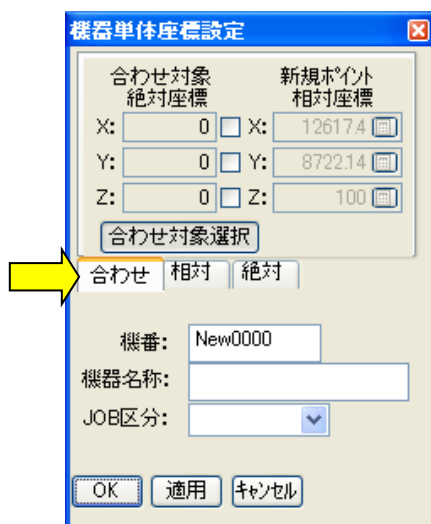 機器単体座標設定
合わせ対象 新規ﾎﾟｲﾝﾄ
絶対座標 相対座標
X: 0 X: 12617.4
Y: 0 Y: 8722.14
Z: 0 Z: 100
合わせ対象選択
合わせ 相対 絶対
機番: New0000
機器名称:
JOB区分:
OK 適用 ｷｬﾝｾﾙ